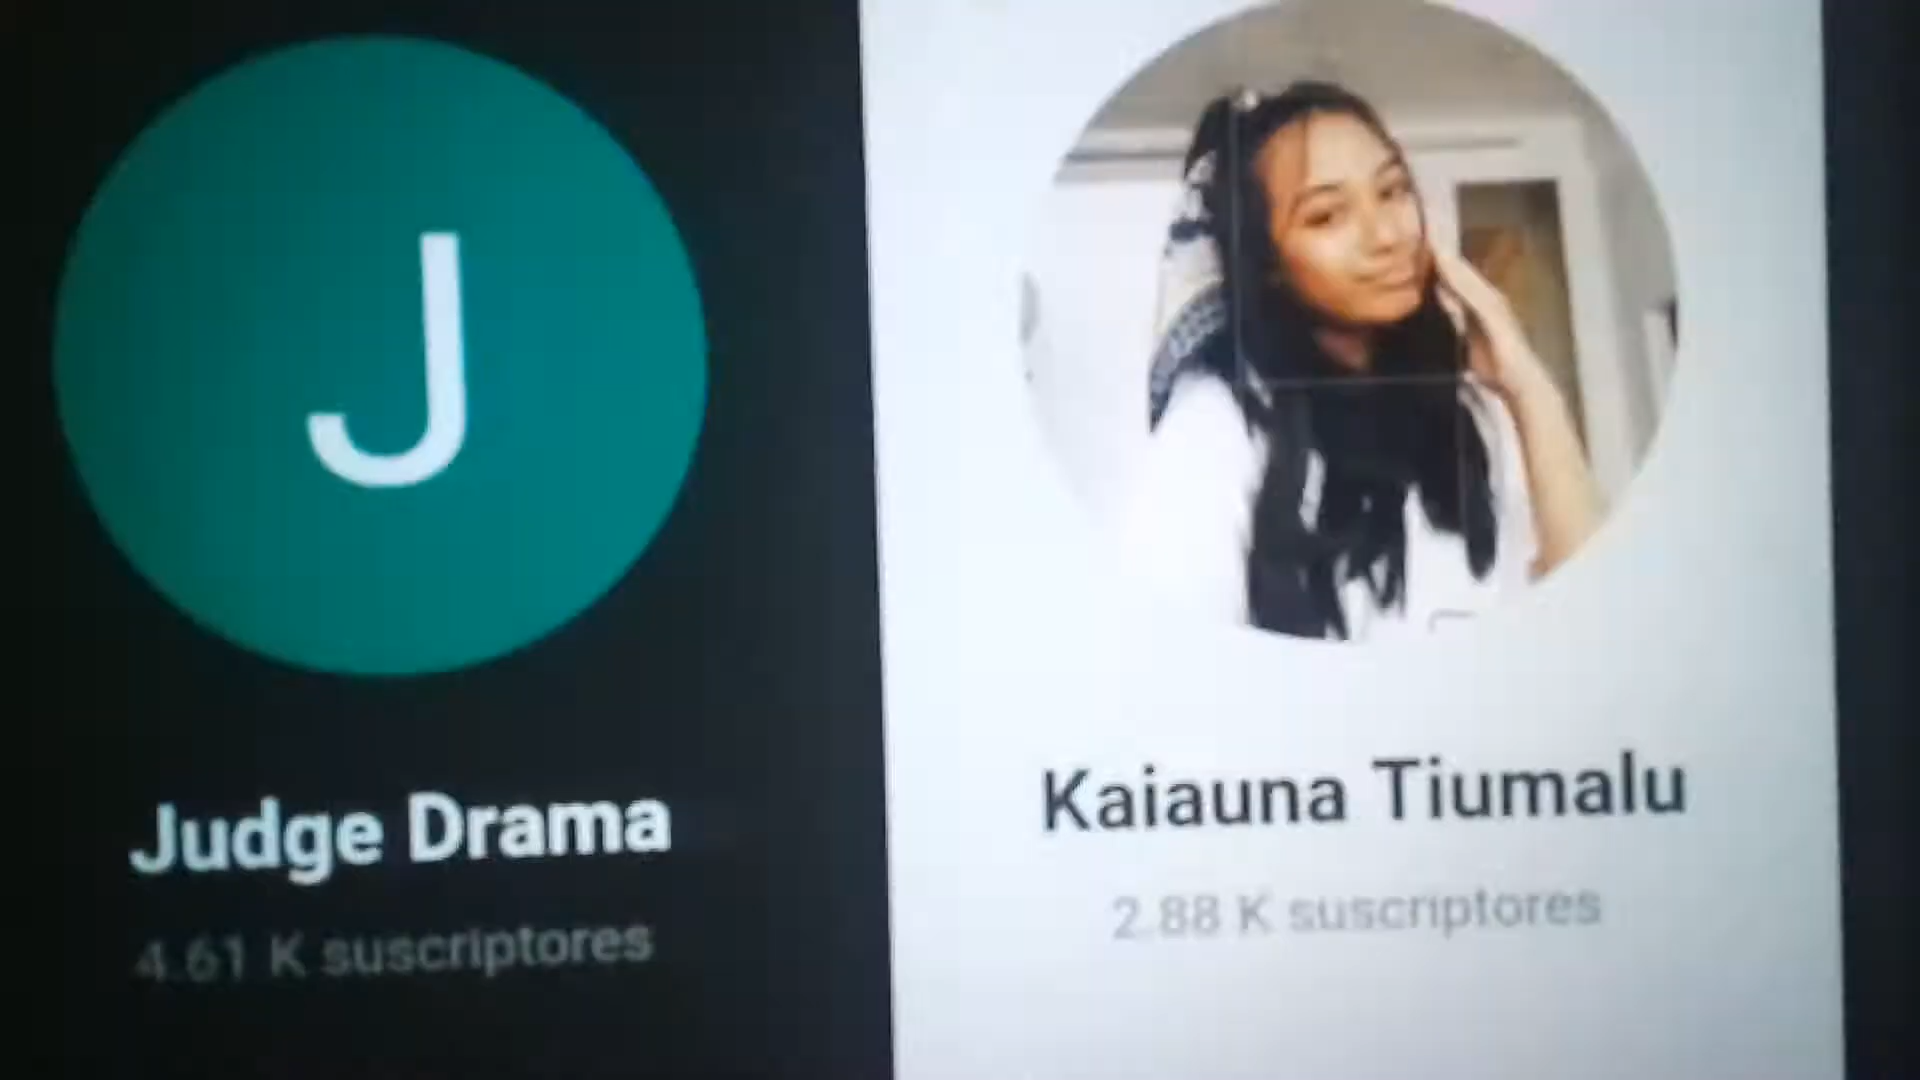 J
Judge Drama
4.61 K suscriptores
Kaiauna Tiumalu
2.88 K suscriptores